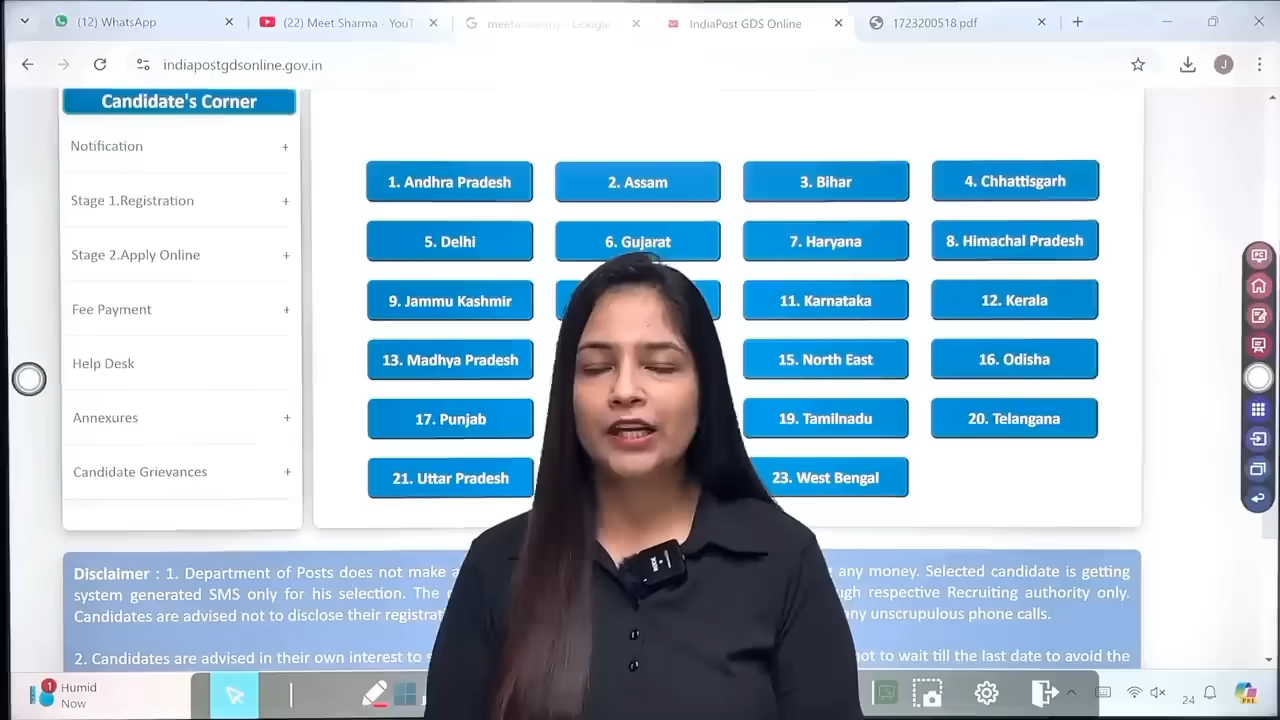 (12) WhatsApp
(22) Meet Sharma - YouT
meetacademy Google
IndiaPost GDS Online
1723200518.pdf
indiapostgdsonline.gov.in
J
Candidate's Corner
Notification +
Stage 1.Registration +
Stage 2.Apply Online +
Fee Payment +
Help Desk
Annexures +
Candidate Grievances +
1. Andhra Pradesh
2. Assam
3. Bihar
4. Chhattisgarh
5. Delhi
6. Gujarat
7. Haryana
8. Himachal Pradesh
9. Jammu Kashmir
11. Karnataka
12. Kerala
13. Madhya Pradesh
15. North East
16. Odisha
17. Punjab
19. Tamilnadu
20. Telangana
21. Uttar Pradesh
23. West Bengal
Disclaimer : 1. Department of Posts does not make any money. Selected candidate is getting
system generated SMS only for his selection. The respective Recruiting authority only.
Candidates are advised not to disclose their any unscrupulous phone calls.
2. Candidates are advised in their own interest to not to wait till the last date to avoid the
1
Humid
Now
24
PRE